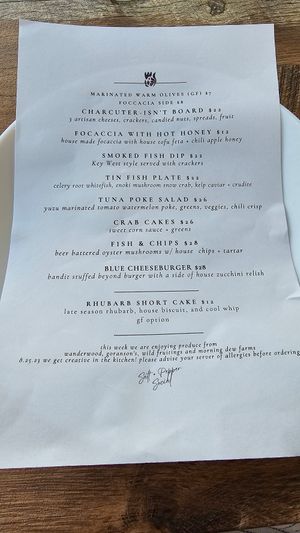 MARINATED WARM OLIVES (GF) $7
FOCCACIA SIDE $8
CHARCUTER-ISN'T BOARD $22
3 artisan cheeses, crackers, candied nuts, spreads, fruit
FOCACCIA WITH HOT HONEY $12
house made focaccia with house tofu feta + chili apple honey
SMOKED FISH DIP $22
Key West style served with crackers
TIN FISH PLATE $22
celery root whitefish, enoki mushroom snow crab, kelp caviar + crudite
TUNA POKE SALAD $26
yuzu marinated tomato watermelon poke, greens, veggies, chili crisp
CRAB CAKES $26
sweet corn sauce + greens
FISH & CHIPS $28
beer battered oyster mushrooms w/ house chips + tartar
BLUE CHEESEBURGER $28
bandit stuffed beyond burger with a side of house zucchini relish
RHUBARB SHORT CAKE $12
late season rhubarb, house biscuit, and cool whip
gf option
this week we are enjoying produce from
wanderwood, goranson's, wild fruitings and morning dew farms
8.25.23 we get creative in the kitchen! please advise your server of allergies before ordering
Salt + Pepper
Social